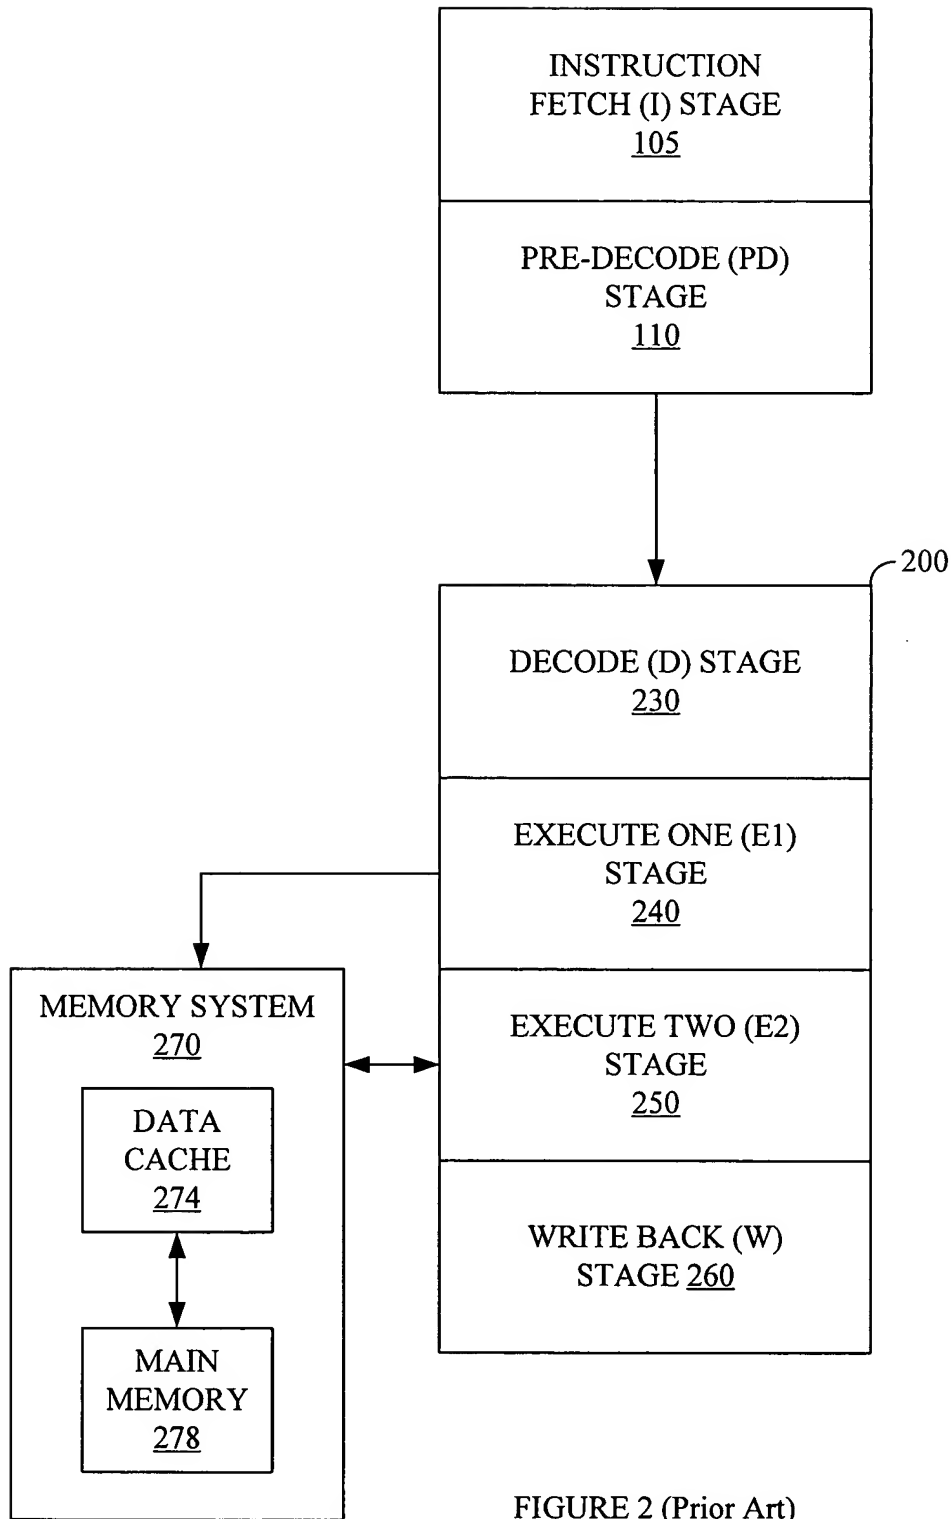 INSTRUCTION
FETCH (I) STAGE
105
PRE-DECODE (PD)
STAGE
110
200
DECODE (D) STAGE
230
EXECUTE ONE (E1)
STAGE
240
MEMORY SYSTEM
270
EXECUTE TWO (E2)
STAGE
250
DATA
CACHE
274
WRITE BACK (W)
STAGE 260
MAIN
MEMORY
278
FIGURE 2 (Prior Art)